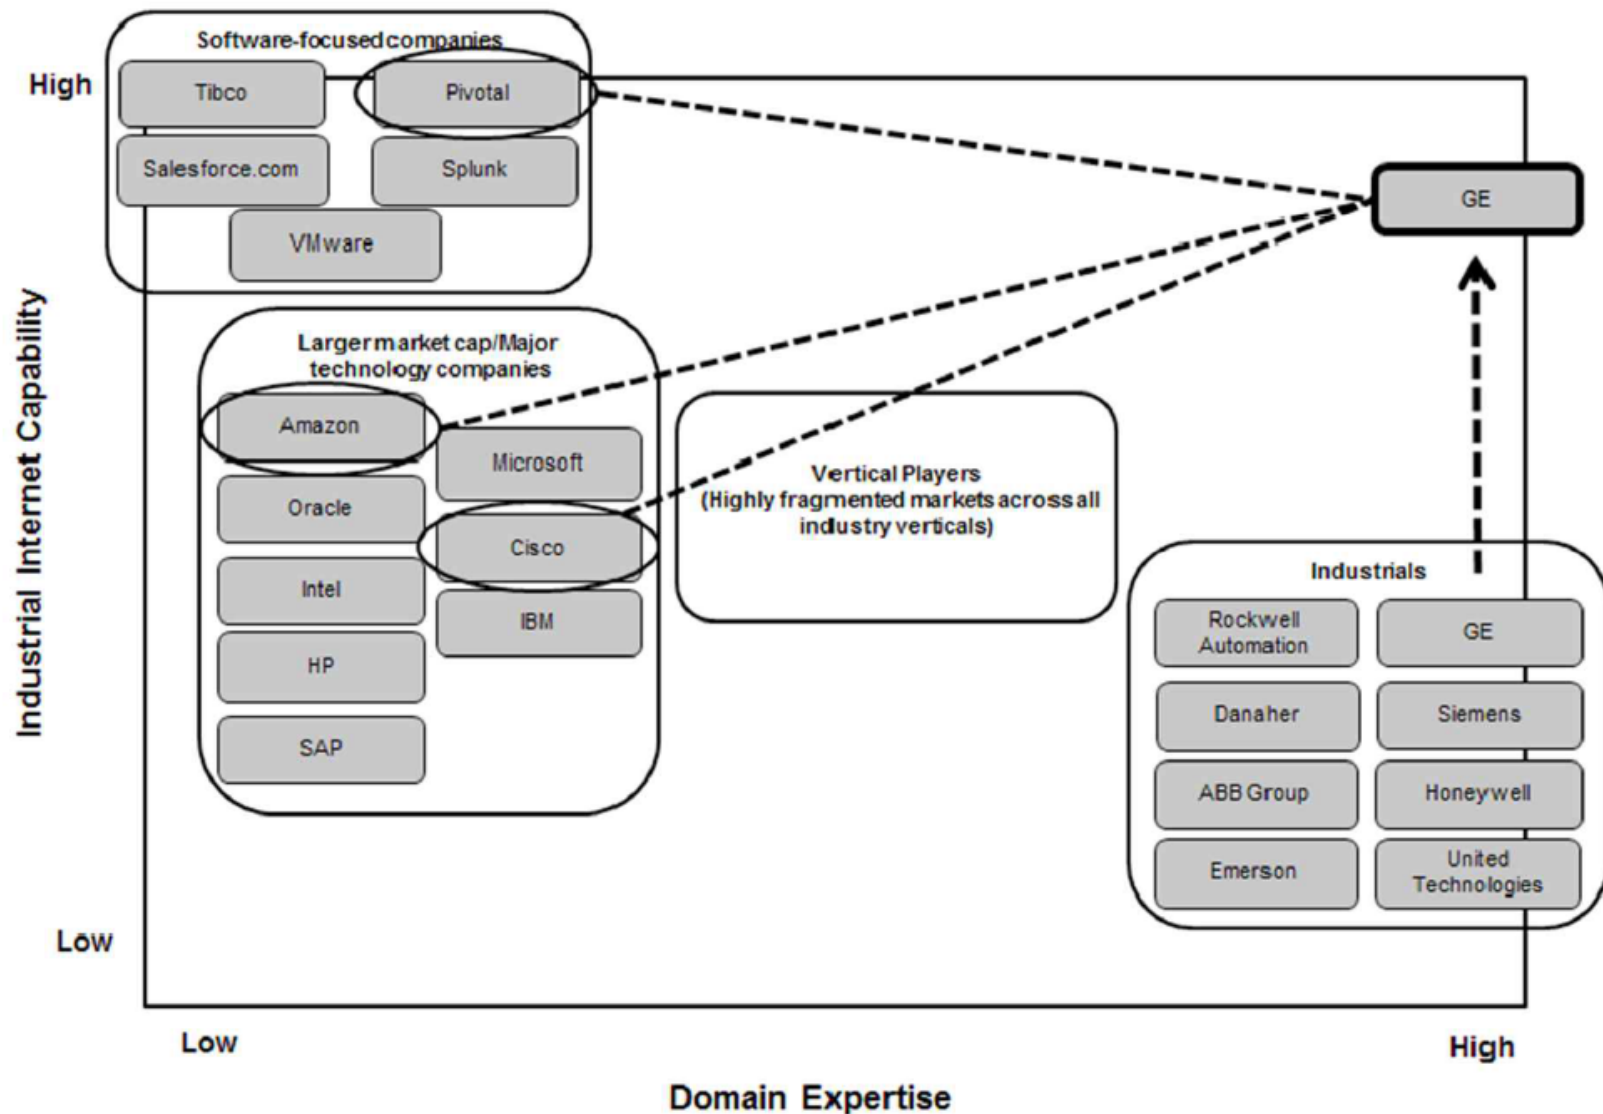 Software-focused companies
High
Tibco
Pivotal
Salesforce.com
Splunk
VMware
GE
Industrial Internet Capability
Larger market cap/Major
technology companies
Amazon
Microsoft
Oracle
Cisco
Intel
IBM
HP
SAP
Vertical Players
(Highly fragmented markets across all
industry verticals)
Industrials
Rockwell
Automation
GE
Danaher
Siemens
ABB Group
Honeywell
Emerson
United
Technologies
Low
Low
High
Domain Expertise